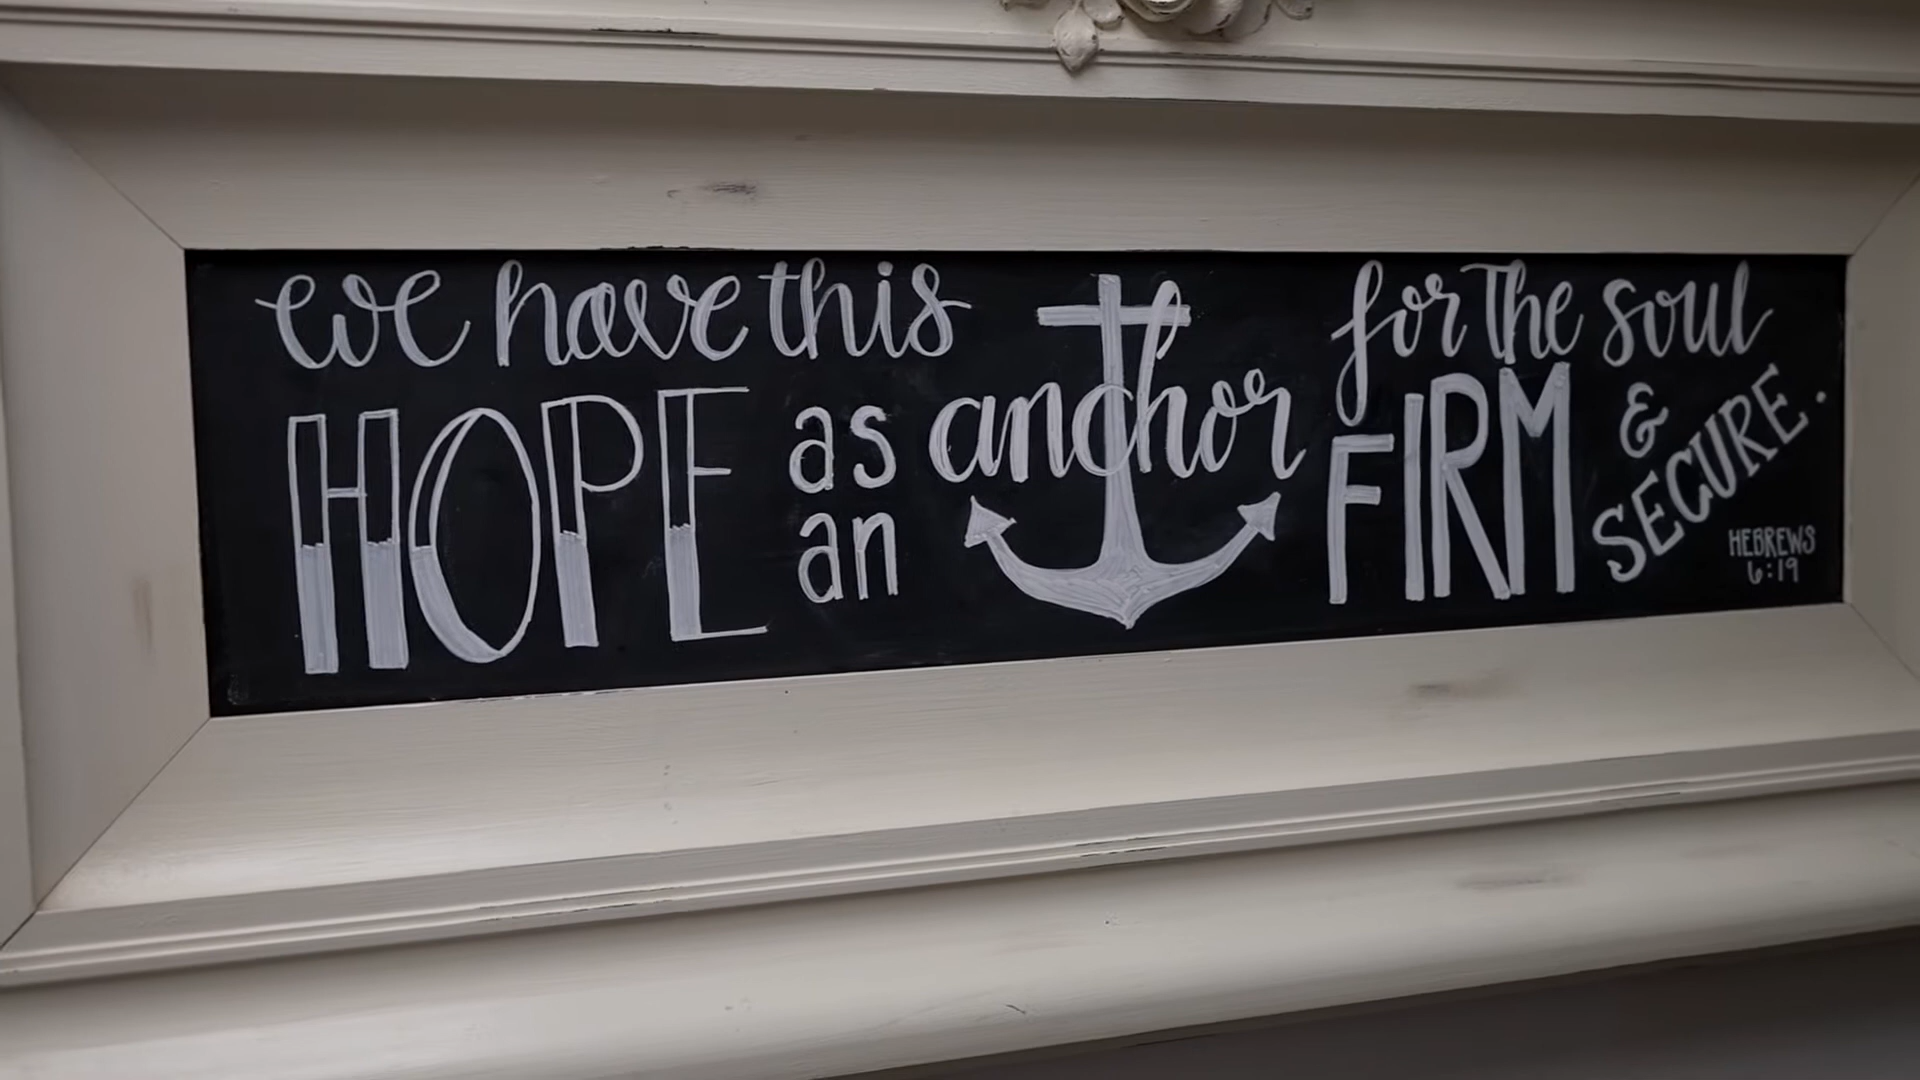 we have this
HOPE as an
anchor
for the soul
FIRM & SECURE.
HEBREWS
6:19